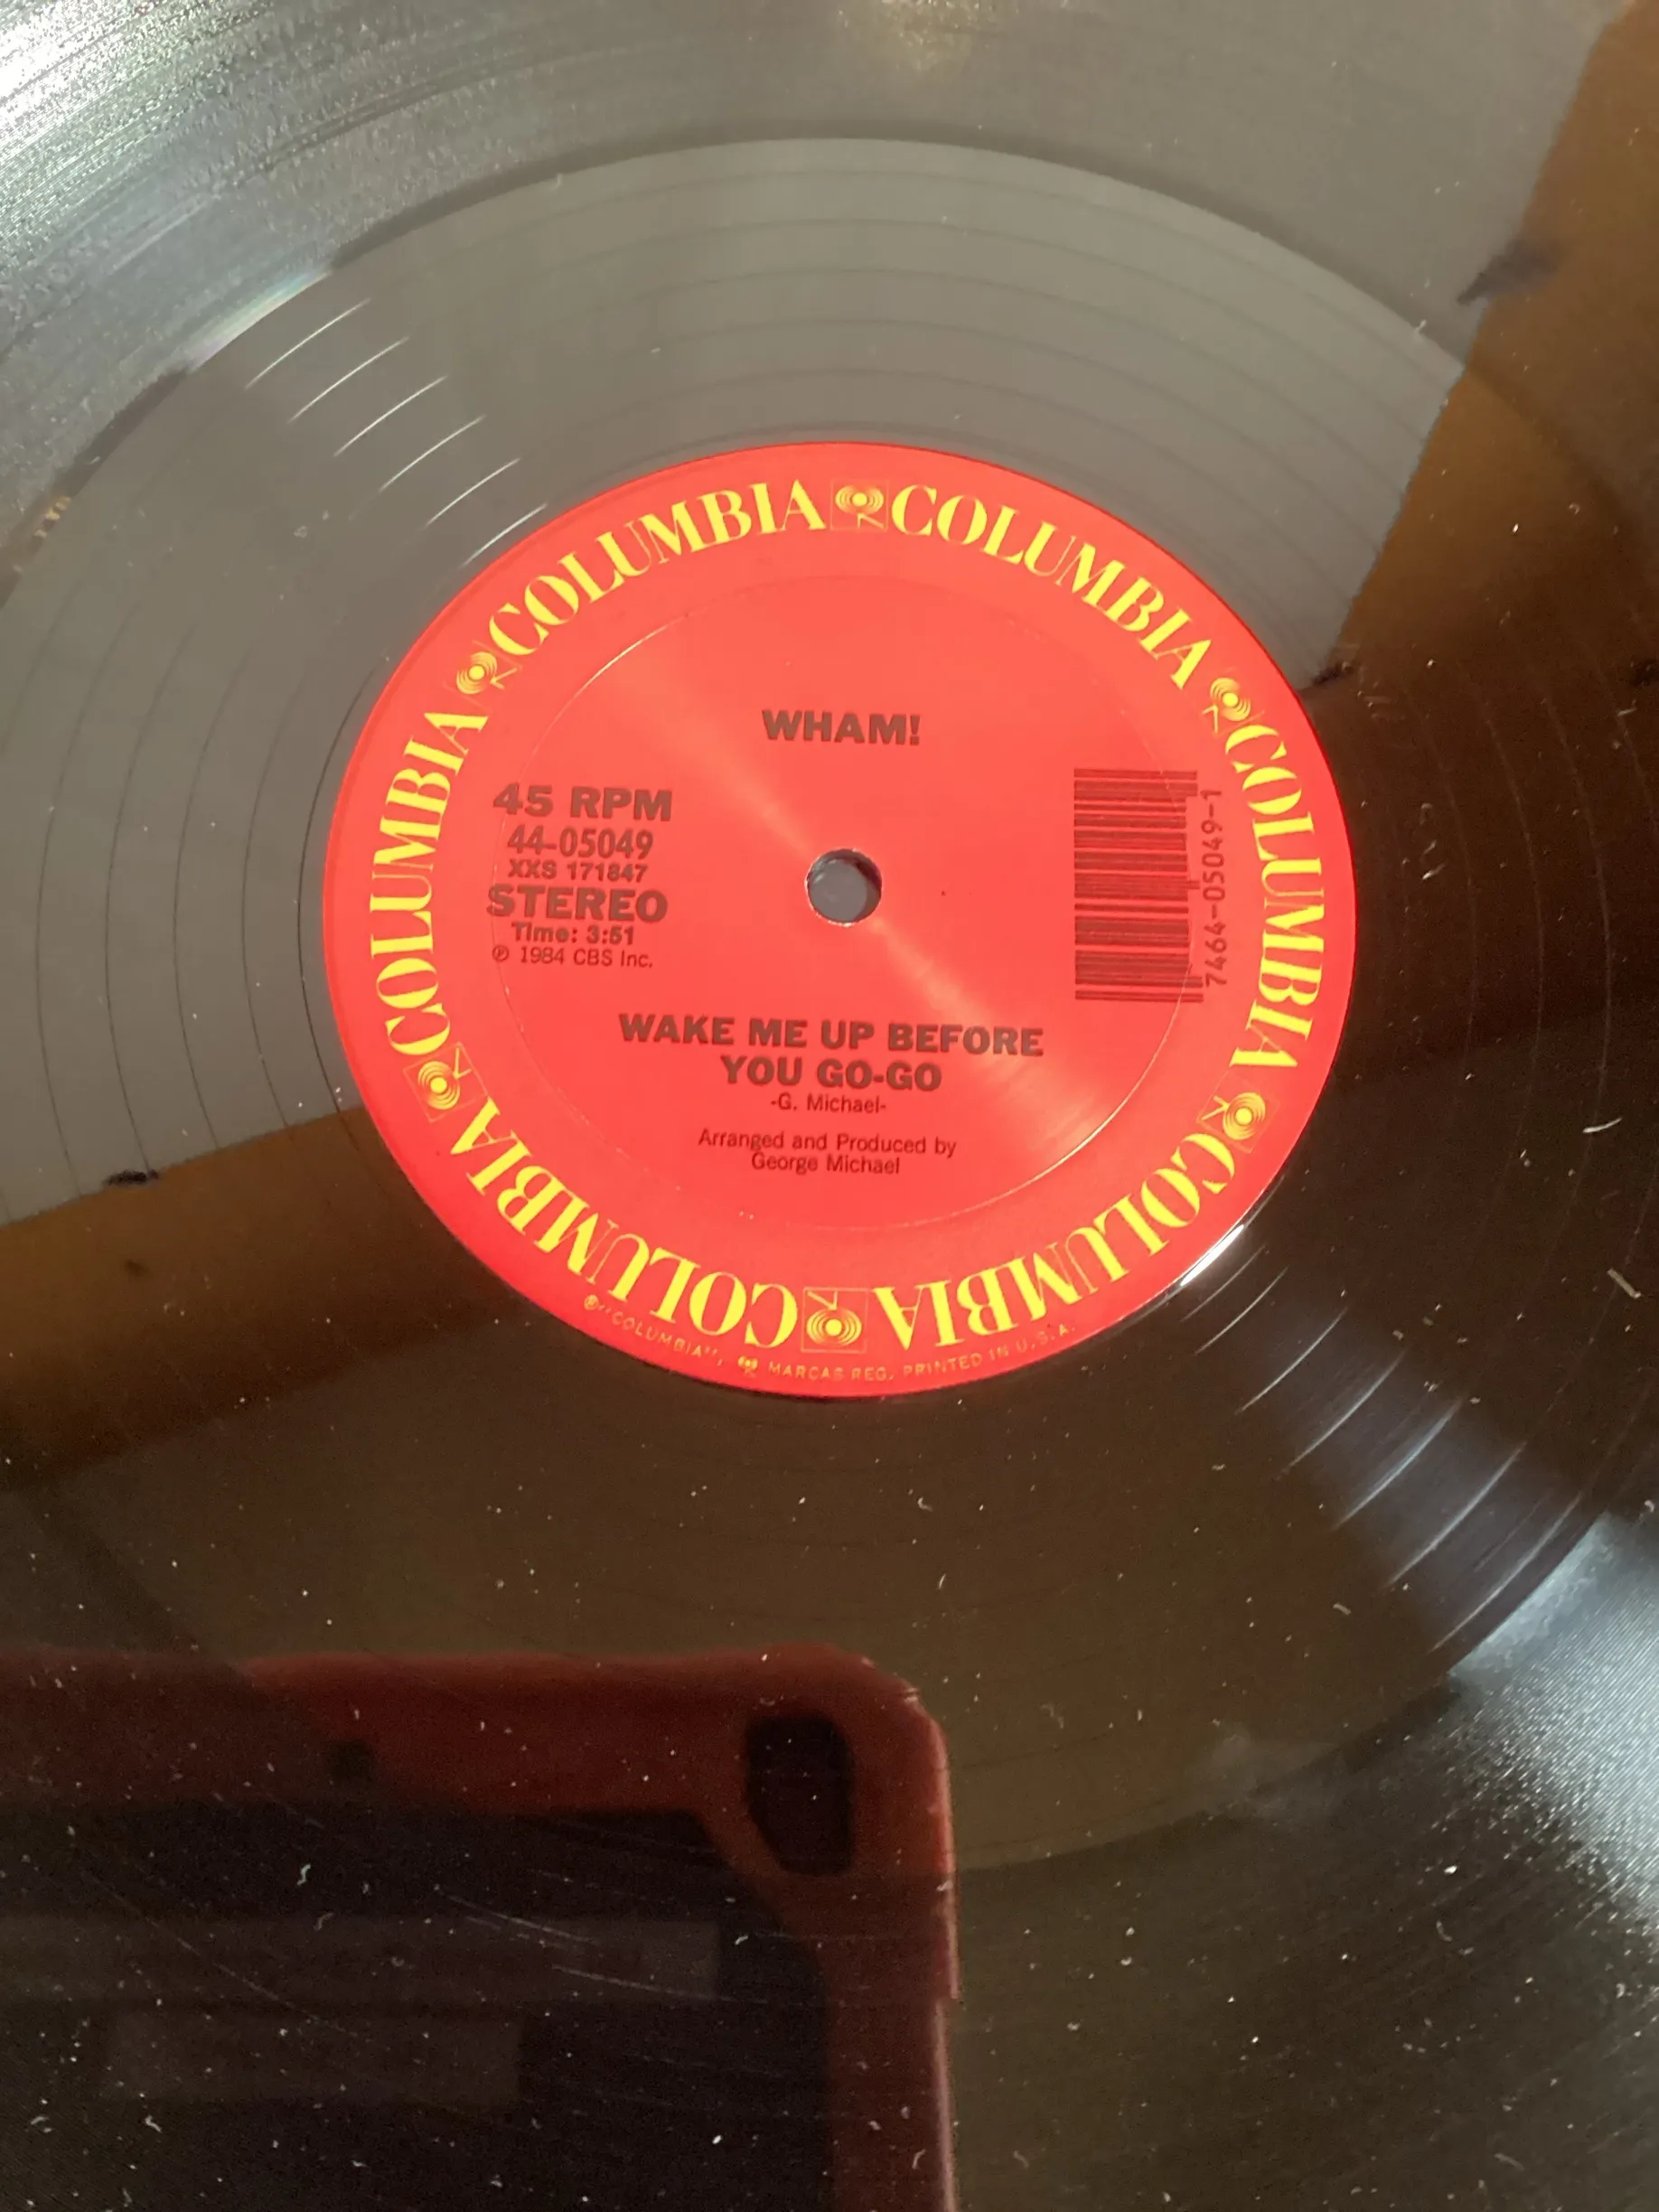 COLUMBIA COLUMBIA COLUMBIA COLUMBIA COLUMBIA COLUMBIA COLUMBIA COLUMBIA
WHAM!
45 RPM
44-05049
XXS 171847
STEREO
Time: 3:51
℗ 1984 CBS Inc.
7464-05049-1
WAKE ME UP BEFORE
YOU GO-GO
-G. Michael-
Arranged and Produced by
George Michael
®"COLUMBIA", MARCAS REG. PRINTED IN U.S.A.